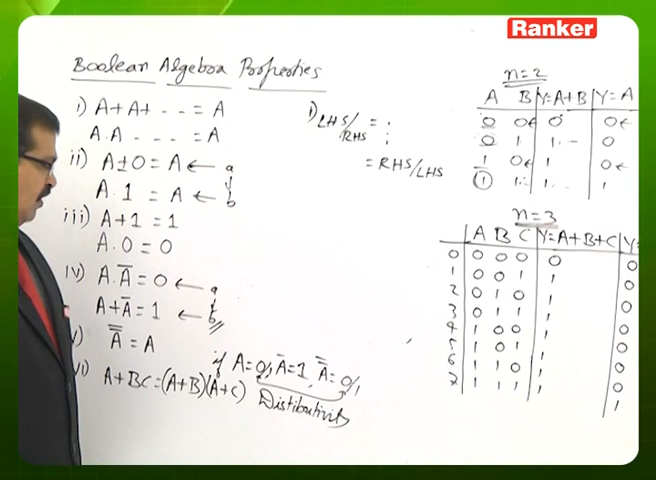 Ranker
Boolean Algebra Properties
i) A+A+ - .. = A
A.A - ... = A
ii) A+0 = A ← a
A.1 = A ← b
iii) A+1 = 1
A.0 = 0
iv) A.A̅ = 0 ← a
A+A̅ = 1 ← b
v) A̿ = A
vi) A+BC = (A+B)(A+C) Distributivity
if A=0/1, A̅=1, A̿=0/1
i) LHS/RHS = :
= RHS/LHS
n=2
A B Y=A+B Y=A
0 0← 0 0←
0 1 1 0
1 0← 1 0←
1 1 1 1
n=3
A B C Y=A+B+C Y=
0 0 0 0 0 0
1 0 0 1 1 0
2 0 1 0 1 0
3 0 1 1 1 0
4 1 0 0 1 0
5 1 0 1 1 0
6 1 1 0 1 0
7 1 1 1 1 1